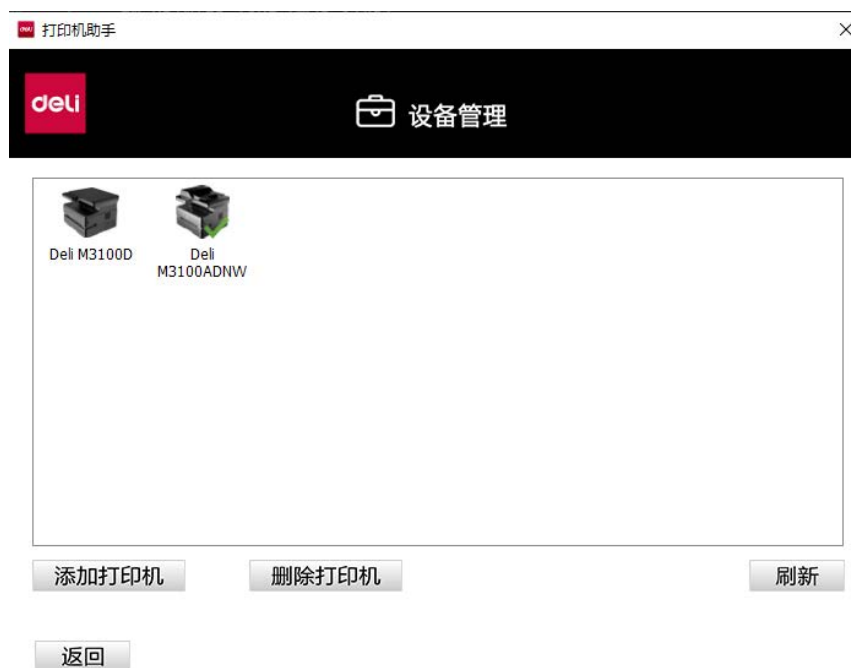 deli 打印机助手
deli
设备管理
Deli M3100D
Deli
M3100ADNW
添加打印机
删除打印机
刷新
返回